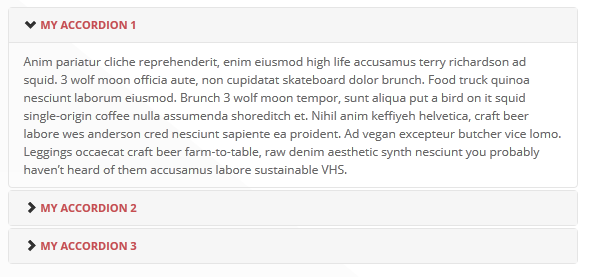 MY ACCORDION 1
Anim pariatur cliche reprehenderit, enim eiusmod high life accusamus terry richardson ad
squid. 3 wolf moon officia aute, non cupidatat skateboard dolor brunch. Food truck quinoa
nesciunt laborum eiusmod. Brunch 3 wolf moon tempor, sunt aliqua put a bird on it squid
single-origin coffee nulla assumenda shoreditch et. Nihil anim keffiyeh helvetica, craft beer
labore wes anderson cred nesciunt sapiente ea proident. Ad vegan excepteur butcher vice lomo.
Leggings occaecat craft beer farm-to-table, raw denim aesthetic synth nesciunt you probably
haven’t heard of them accusamus labore sustainable VHS.
MY ACCORDION 2
MY ACCORDION 3